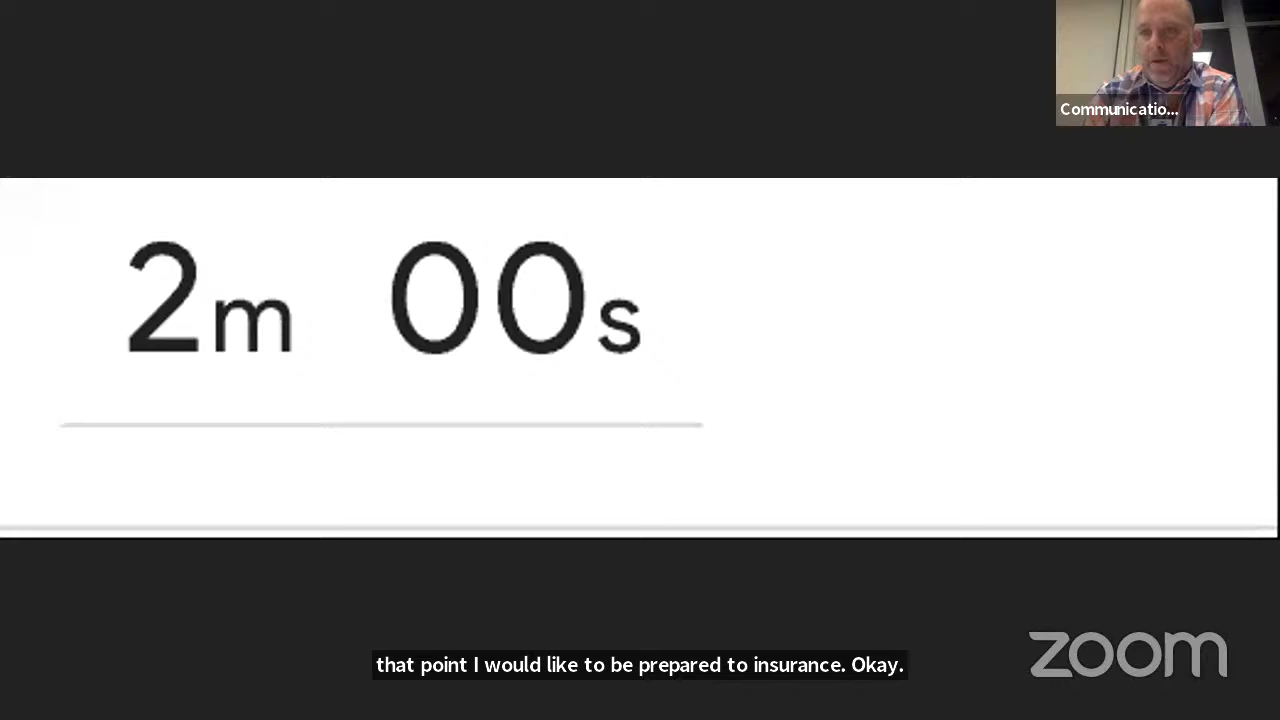 Communicatio...
2m 00s
that point I would like to be prepared to insurance. Okay.
zoom